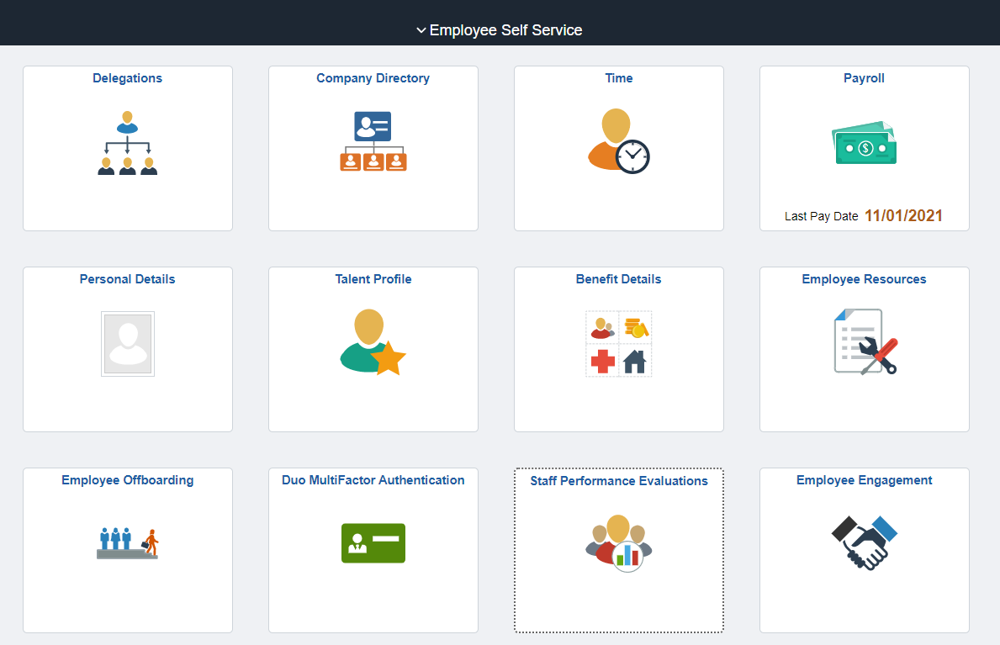 Employee Self Service
Delegations
Company Directory
Time
Payroll
$
Last Pay Date 11/01/2021
Personal Details
Talent Profile
Benefit Details
Employee Resources
Employee Offboarding
Duo MultiFactor Authentication
Staff Performance Evaluations
Employee Engagement